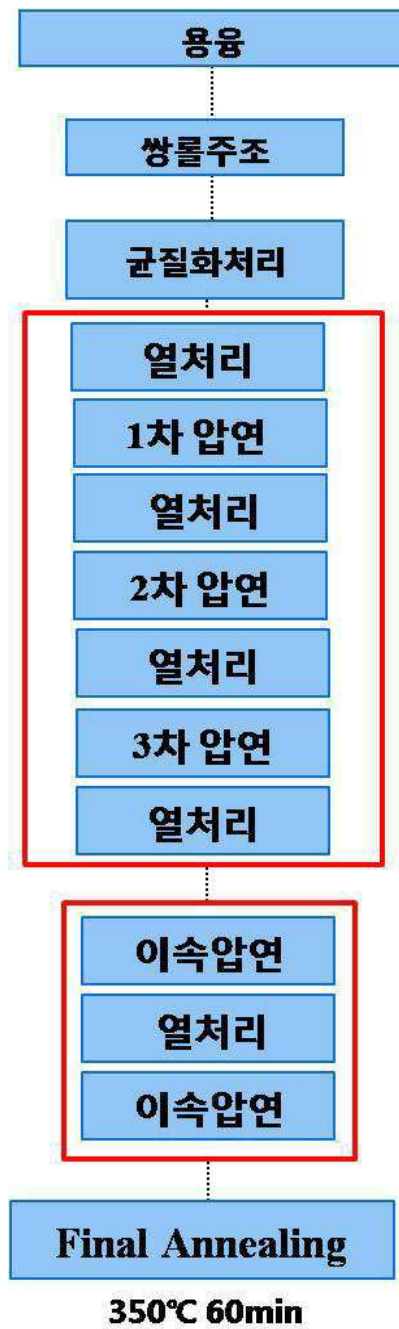 용융
쌍롤주조
균질화처리
열처리
1차 압연
열처리
2차 압연
열처리
3차 압연
열처리
이속압연
열처리
이속압연
Final Annealing
350℃ 60min